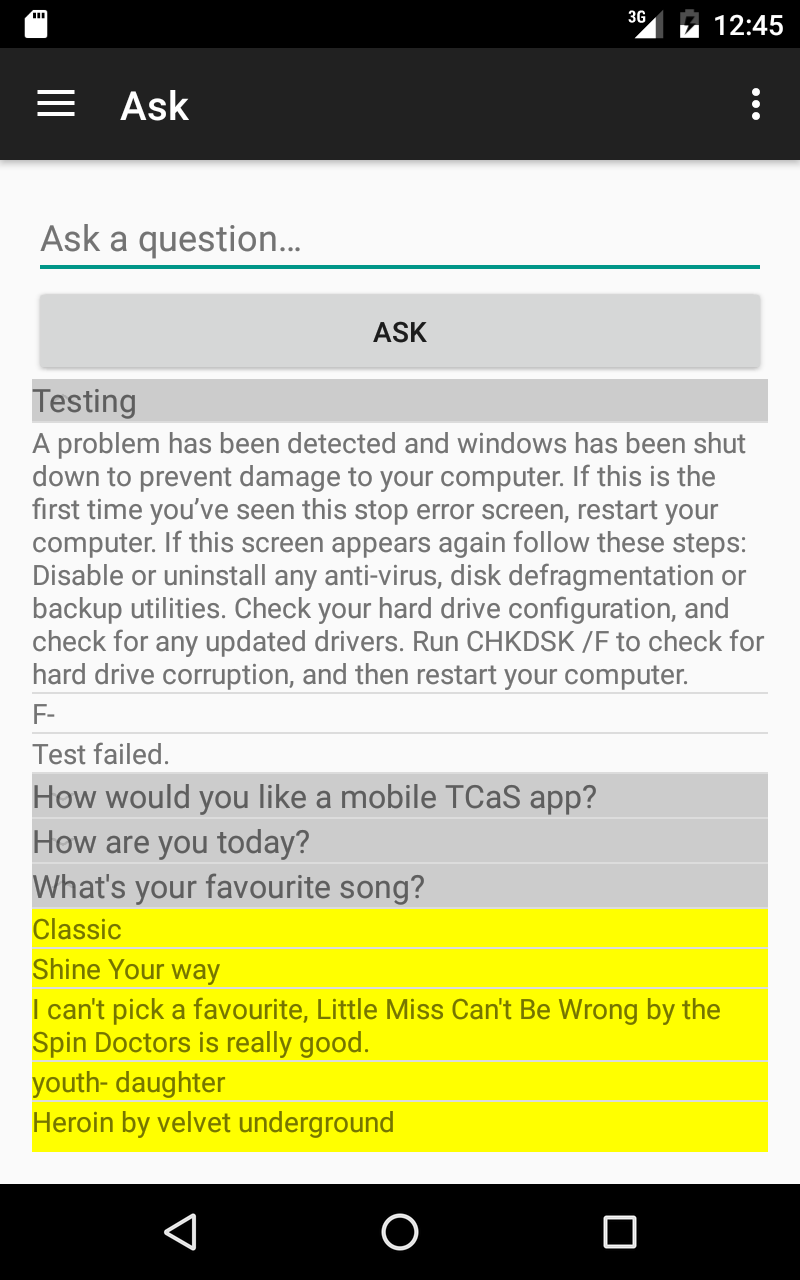 3G 12:45
Ask
Ask a question…
ASK
Testing
A problem has been detected and windows has been shut
down to prevent damage to your computer. If this is the
first time you’ve seen this stop error screen, restart your
computer. If this screen appears again follow these steps:
Disable or uninstall any anti-virus, disk defragmentation or
backup utilities. Check your hard drive configuration, and
check for any updated drivers. Run CHKDSK /F to check for
hard drive corruption, and then restart your computer.
F-
Test failed.
How would you like a mobile TCaS app?
How are you today?
What's your favourite song?
Classic
Shine Your way
I can't pick a favourite, Little Miss Can't Be Wrong by the
Spin Doctors is really good.
youth- daughter
Heroin by velvet underground